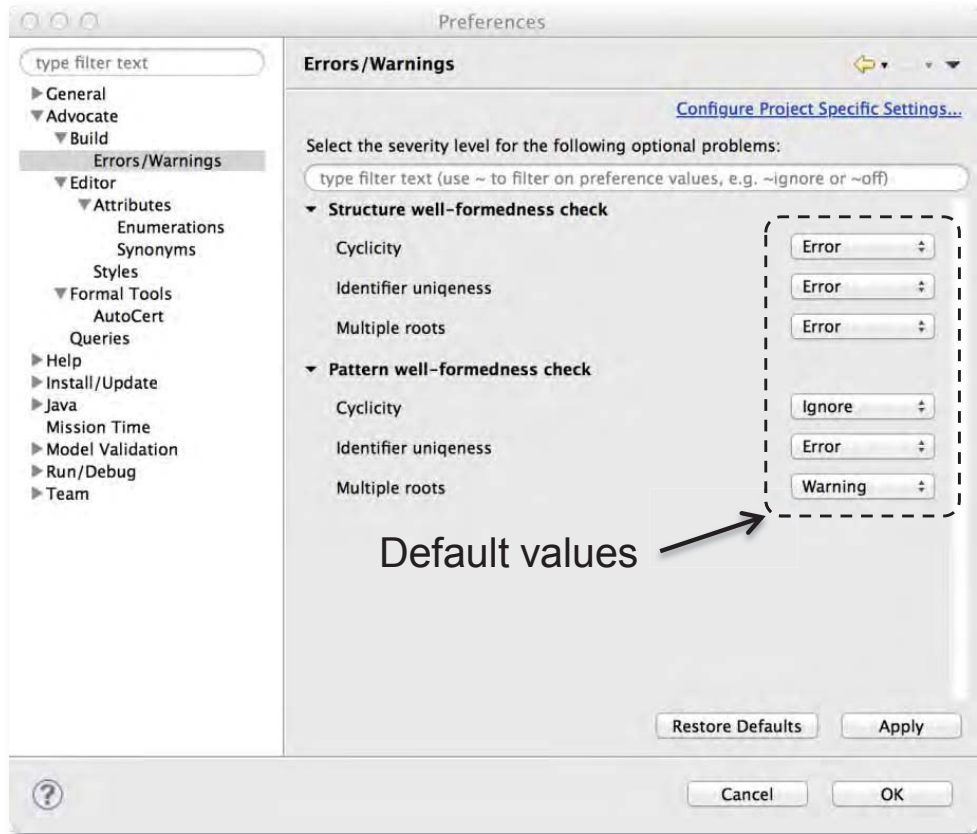 Preferences
type filter text
General
Advocate
Build
Errors/Warnings
Editor
Attributes
Enumerations
Synonyms
Styles
Formal Tools
AutoCert
Queries
Help
Install/Update
Java
Mission Time
Model Validation
Run/Debug
Team
Errors/Warnings
Configure Project Specific Settings...
Select the severity level for the following optional problems:
type filter text (use ~ to filter on preference values, e.g. ~ignore or ~off)
Structure well-formedness check
Cyclicity Error
Identifier uniqeness Error
Multiple roots Error
Pattern well-formedness check
Cyclicity Ignore
Identifier uniqeness Error
Multiple roots Warning
Default values
Restore Defaults Apply
? Cancel OK